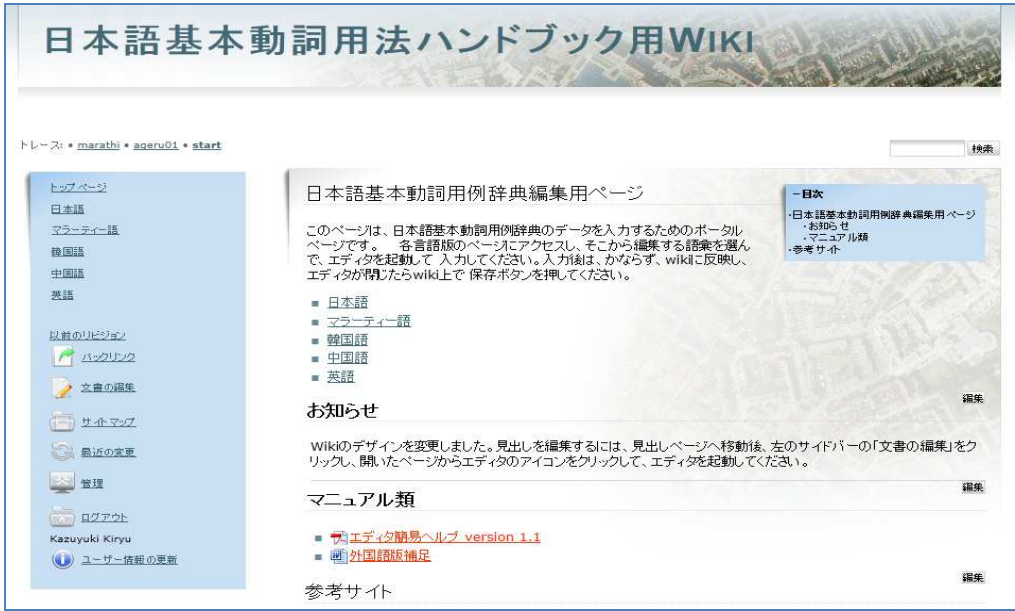 日本語基本動詞用法ハンドブック用WIKI
トレース: • marathi • ageru01 • start
検索
トップページ
日本語
マラーティー語
韓国語
中国語
英語
以前のリビジョン
バックリンク
文書の編集
サイトマップ
最近の変更
管理
ログアウト
Kazuyuki Kiryu
ユーザー情報の更新
日本語基本動詞用例辞典編集用ページ
このページは、日本語基本動詞用例辞典のデータを入力するためのポータル
ページです。 各言語版のページにアクセスし、そこから編集する語彙を選ん
で、エディタを起動して 入力してください。入力後は、かならず、wikiに反映し、
エディタが閉じたらwiki上で 保存ボタンを押してください。
日本語
マラーティー語
韓国語
中国語
英語
編集
お知らせ
Wikiのデザインを変更しました。見出しを編集するには、見出しページへ移動後、左のサイドバーの「文書の編集」をク
リックし、開いたページからエディタのアイコンをクリックして、エディタを起動してください。
編集
マニュアル類
エディタ簡易ヘルプ version 1.1
外国語版補足
編集
参考サイト
－目次
・日本語基本動詞用例辞典編集用ページ
・お知らせ
・マニュアル類
・参考サイト